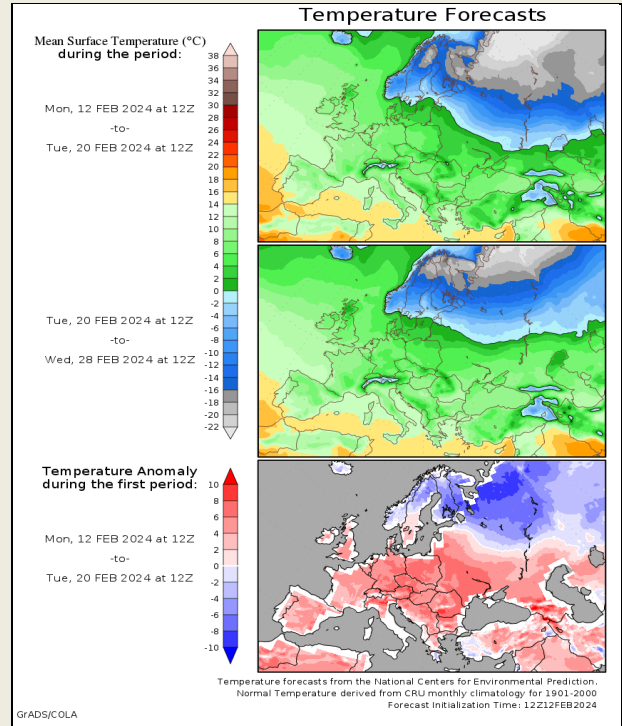 Temperature Forecasts
Mean Surface Temperature (°C)
during the period:
Mon, 12 FEB 2024 at 12Z
-to-
Tue, 20 FEB 2024 at 12Z
38
36
34
32
30
28
26
24
22
20
18
16
14
12
10
8
6
4
2
0
-2
-4
-6
-8
-10
-12
-14
-16
-18
-20
-22
Tue, 20 FEB 2024 at 12Z
-to-
Wed, 28 FEB 2024 at 12Z
Temperature Anomaly
during the first period:
Mon, 12 FEB 2024 at 12Z
-to-
Tue, 20 FEB 2024 at 12Z
10
8
6
4
2
0
-2
-4
-6
-8
-10
Temperature forecasts from the National Centers for Environmental Prediction.
Normal Temperature derived from CRU monthly climatology for 1901-2000
Forecast Initialization Time: 12Z12FEB2024
GrADS/COLA